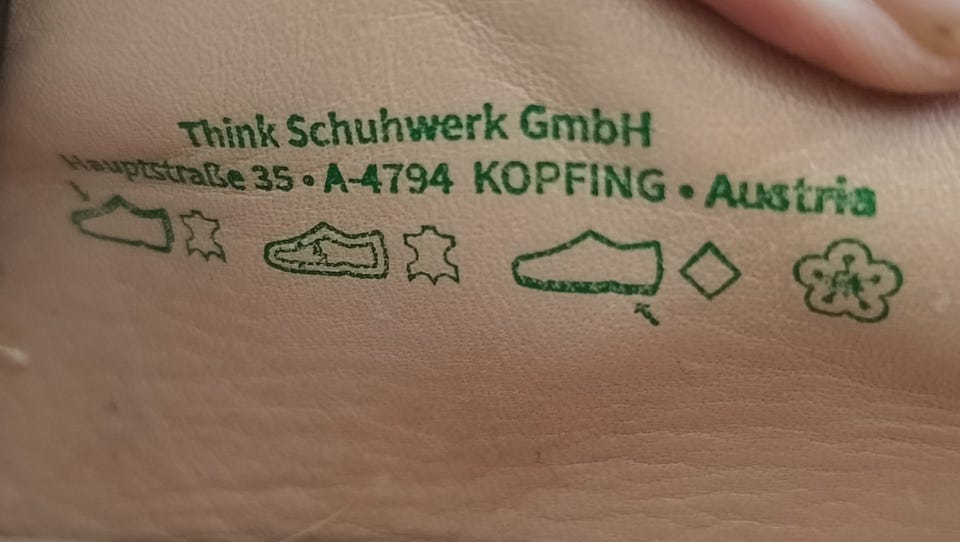 Think Schuhwerk GmbH
Hauptstraße 35 • A-4794 KOPFING • Austria